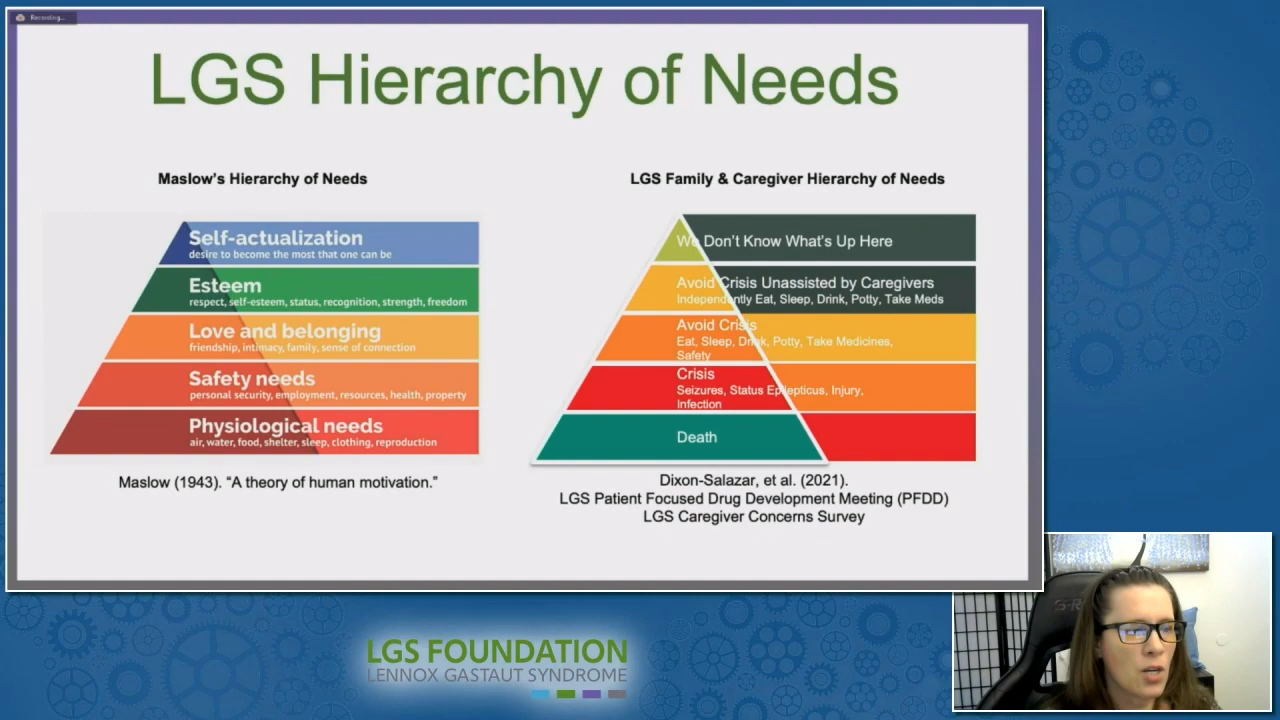 Recording...
LGS Hierarchy of Needs
Maslow's Hierarchy of Needs
Self-actualization
desire to become the most that one can be
Esteem
respect, self-esteem, status, recognition, strength, freedom
Love and belonging
friendship, intimacy, family, sense of connection
Safety needs
personal security, employment, resources, health, property
Physiological needs
air, water, food, shelter, sleep, clothing, reproduction
Maslow (1943). “A theory of human motivation.”
LGS Family & Caregiver Hierarchy of Needs
We Don't Know What's Up Here
Avoid Crisis Unassisted by Caregivers
Independently Eat, Sleep, Drink, Potty, Take Meds
Avoid Crisis
Eat, Sleep, Drink, Potty, Take Medicines,
Safety
Crisis
Seizures, Status Epilepticus, Injury,
Infection
Death
Dixon-Salazar, et al. (2021).
LGS Patient Focused Drug Development Meeting (PFDD)
LGS Caregiver Concerns Survey
LGS FOUNDATION
LENNOX GASTAUT SYNDROME